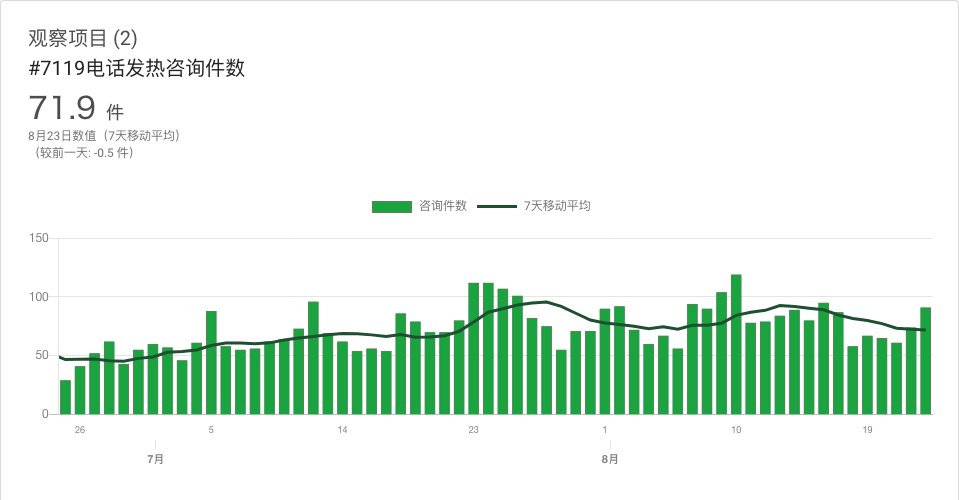 观察项目 (2)
#7119电话发热咨询件数
71.9 件
8月23日数值（7天移动平均）
（较前一天: -0.5 件）
咨询件数 7天移动平均
150
100
50
0
26 5 14 23 1 10 19
7月 8月